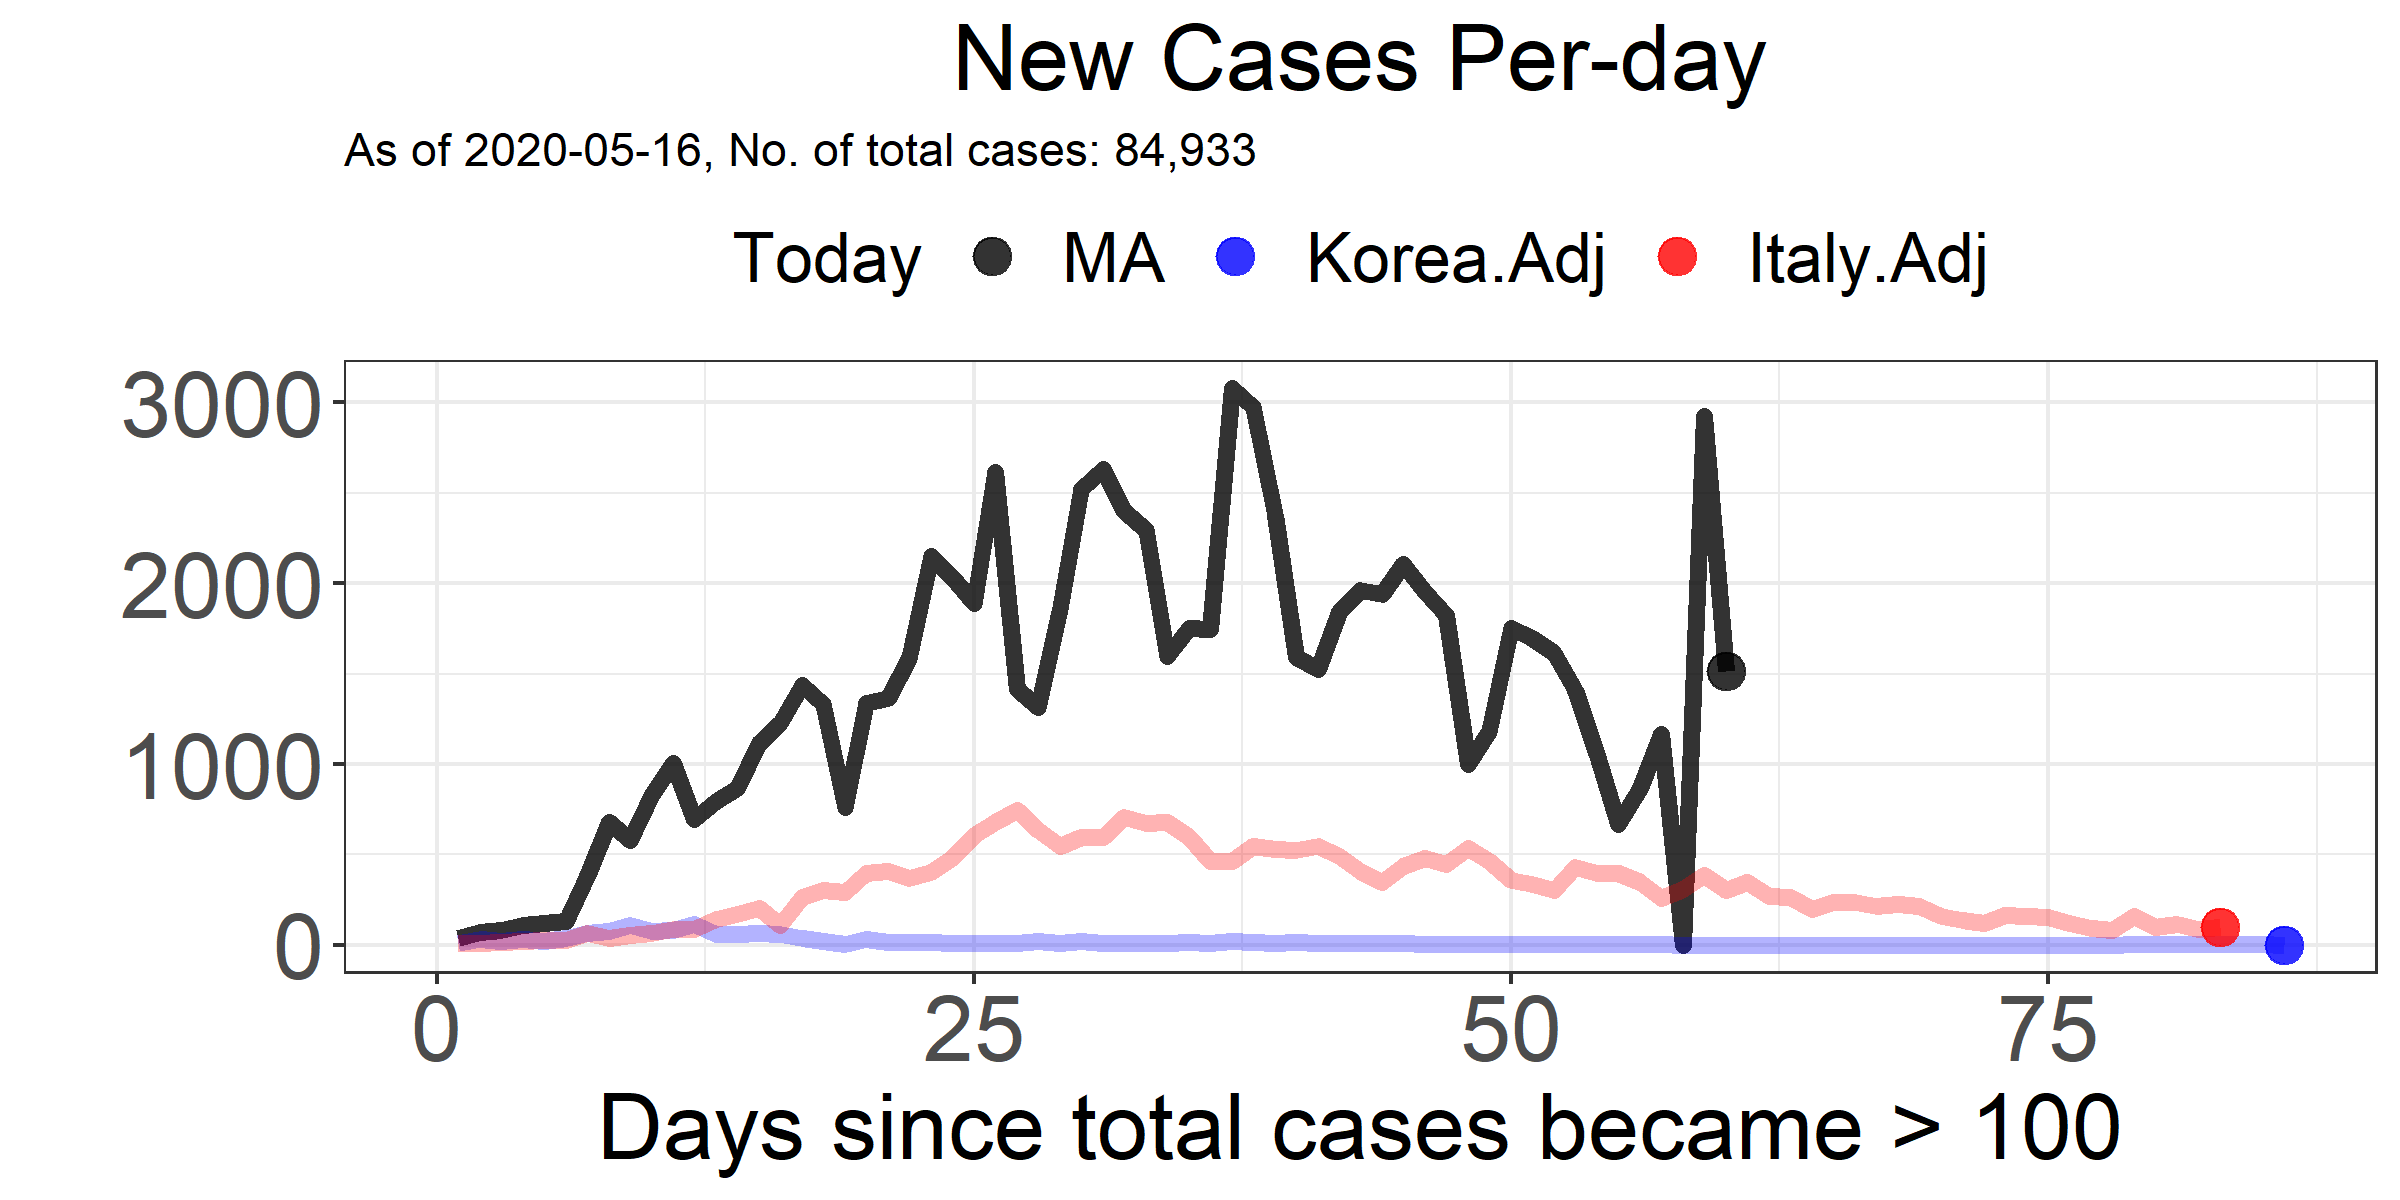 New Cases Per-day
As of 2020-05-16, No. of total cases: 84,933
Today MA Korea.Adj Italy.Adj
3000
2000
1000
0
0 25 50 75
Days since total cases became > 100